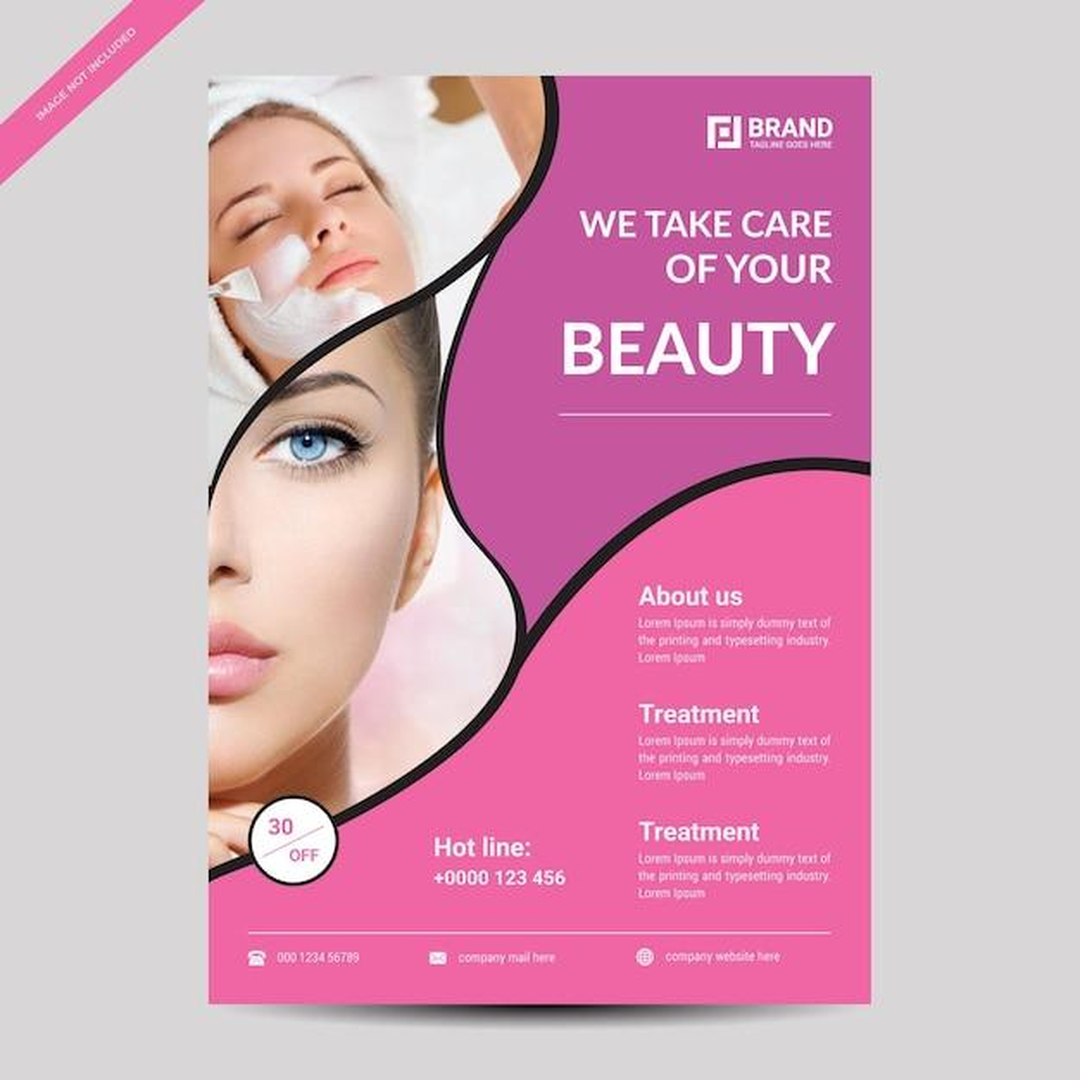 IMAGE NOT INCLUDED
BRAND
TAGLINE GOES HERE
WE TAKE CARE
OF YOUR
BEAUTY
About us
Lorem Ipsum is simply dummy text of
the printing and typesetting industry.
Lorem Ipsum
Treatment
Lorem Ipsum is simply dummy text of
the printing and typesetting industry.
Lorem Ipsum
Treatment
Lorem Ipsum is simply dummy text of
the printing and typesetting industry.
Lorem Ipsum
30
OFF
Hot line:
+0000 123 456
000 1234 56789
company mail here
company website here